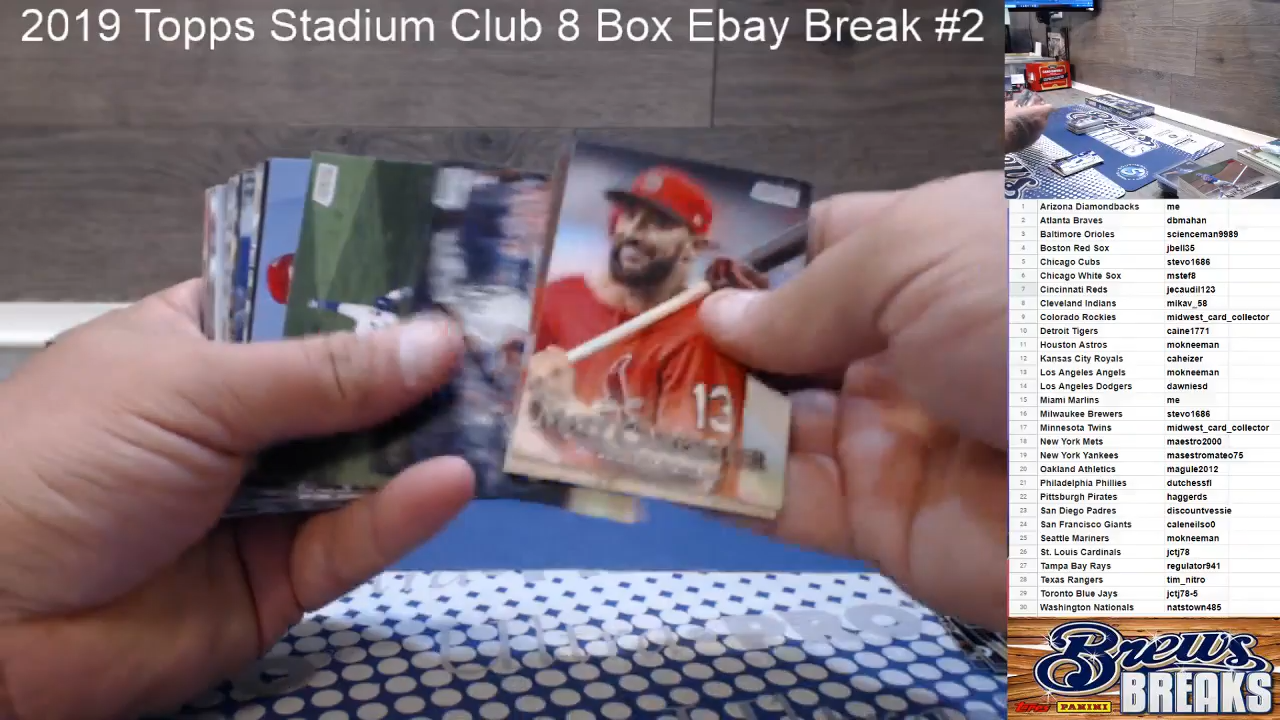 2019 Topps Stadium Club 8 Box Ebay Break #2
1 Arizona Diamondbacks me
2 Atlanta Braves dbmahan
3 Baltimore Orioles scienceman9989
4 Boston Red Sox jbell35
5 Chicago Cubs stevo1686
6 Chicago White Sox mstef8
7 Cincinnati Reds jecaudil123
8 Cleveland Indians mikav_58
9 Colorado Rockies midwest_card_collector
10 Detroit Tigers caine1771
11 Houston Astros mokneeman
12 Kansas City Royals caheizer
13 Los Angeles Angels mokneeman
14 Los Angeles Dodgers dawniesd
15 Miami Marlins me
16 Milwaukee Brewers stevo1686
17 Minnesota Twins midwest_card_collector
18 New York Mets maestro2000
19 New York Yankees masestromateo75
20 Oakland Athletics magule2012
21 Philadelphia Phillies dutchessfl
22 Pittsburgh Pirates haggerds
23 San Diego Padres discountvessie
24 San Francisco Giants caleneilso0
25 Seattle Mariners mokneeman
26 St. Louis Cardinals jctj78
27 Tampa Bay Rays regulator941
28 Texas Rangers tim_nitro
29 Toronto Blue Jays jctj78-5
30 Washington Nationals natstown485
13
Brews
BREAKS
Topps PANINI